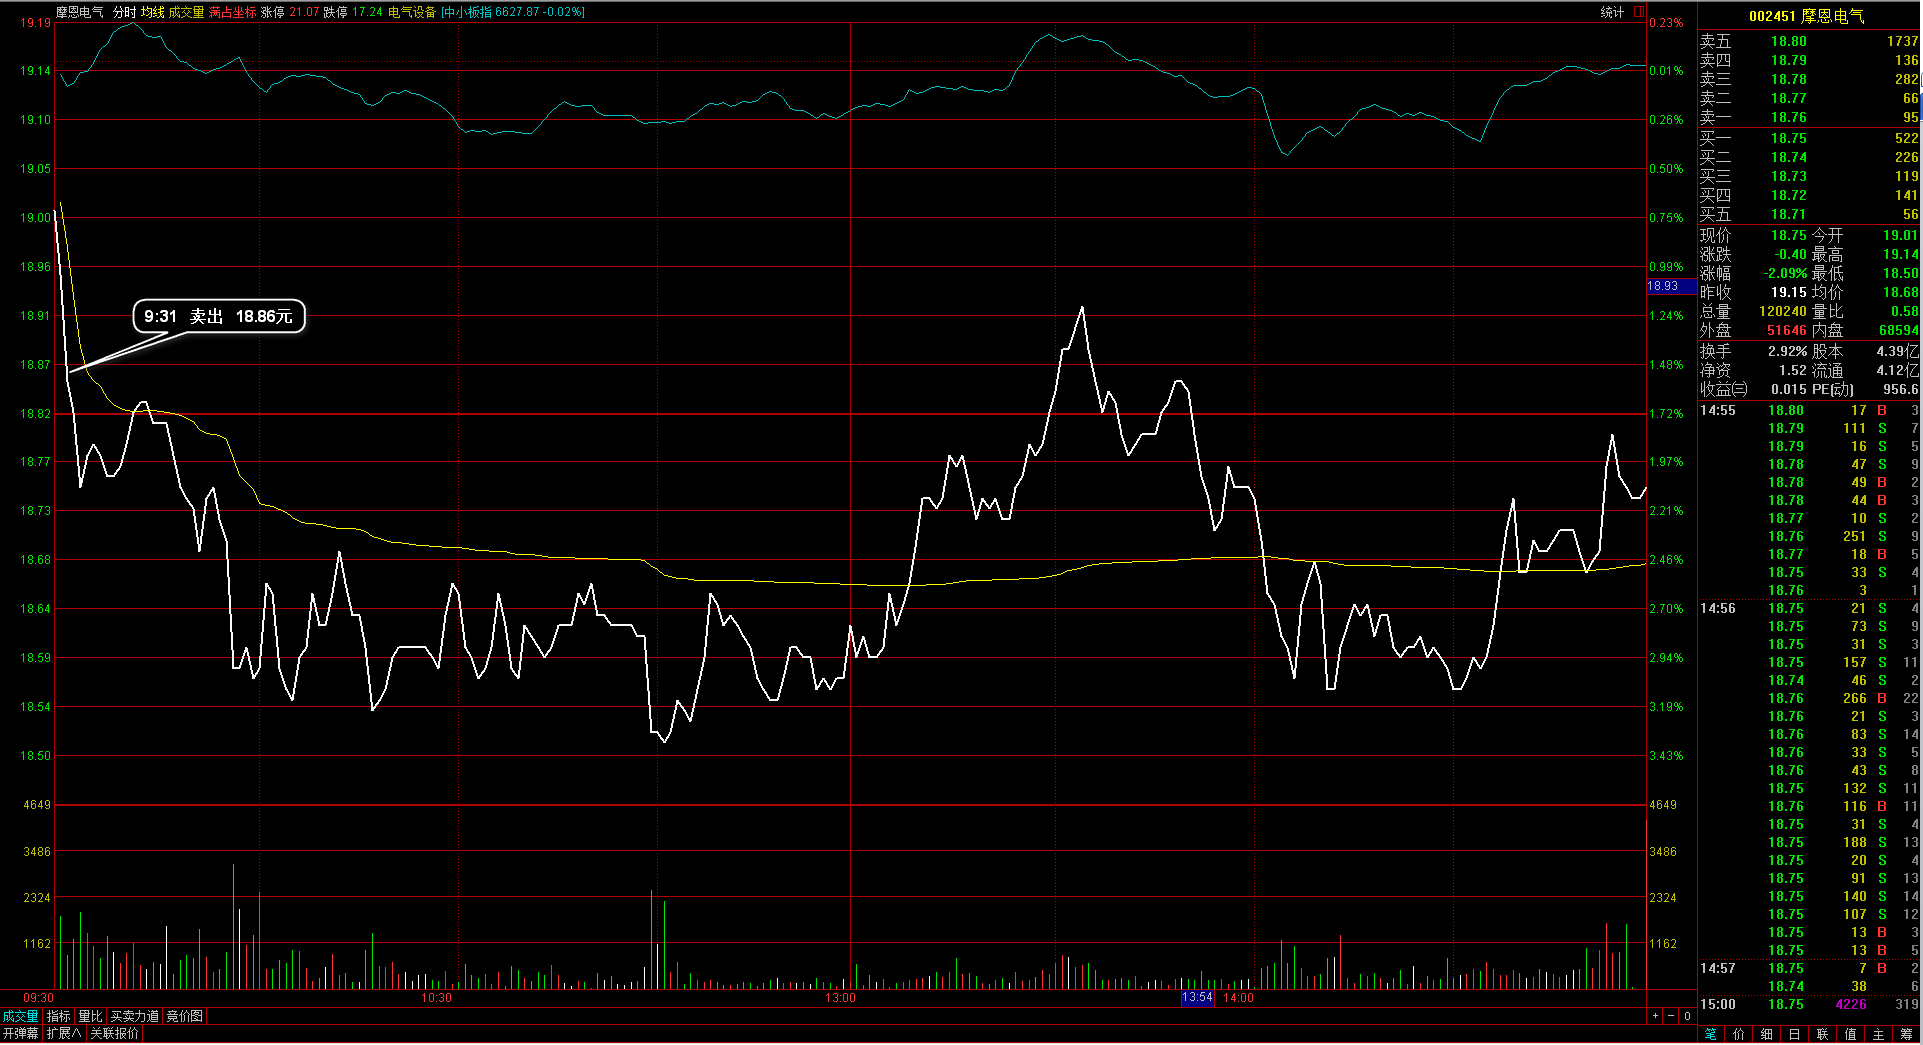 摩恩电气 分时 均线 成交量 满占坐标 涨停 21.07 跌停 17.24 电气设备 [中小板指 6627.87 -0.02%] 统计
19.19 0.23%
19.14 0.01%
19.10 0.26%
19.05 0.50%
19.00 0.75%
18.96 0.99%
18.93
18.91 1.24%
9:31 卖出 18.86元
18.87 1.48%
18.82 1.72%
18.77 1.97%
18.73 2.21%
18.68 2.46%
18.64 2.70%
18.59 2.94%
18.54 3.19%
18.50 3.43%
4649 4649
3486 3486
2324 2324
1162 1162
09:30 10:30 13:00 13:54 14:00
成交量 指标 量比 买卖力道 竞价图 + - 0
开弹幕 扩展∧ 关联报价
002451 摩恩电气
卖五 18.80 1737
卖四 18.79 136
卖三 18.78 282
卖二 18.77 66
卖一 18.76 95
买一 18.75 522
买二 18.74 226
买三 18.73 119
买四 18.72 141
买五 18.71 56
现价 18.75 今开 19.01
涨跌 -0.40 最高 19.14
涨幅 -2.09% 最低 18.50
昨收 19.15 均价 18.68
总量 120240 量比 0.58
外盘 51646 内盘 68594
换手 2.92% 股本 4.39亿
净资 1.52 流通 4.12亿
收益㈢ 0.015 PE(动) 956.6
14:55 18.80 17 B 3
18.79 111 S 7
18.79 16 S 5
18.78 47 S 9
18.78 49 B 2
18.78 44 B 3
18.77 10 S 2
18.76 251 S 9
18.77 18 B 5
18.75 33 S 4
18.76 3 1
14:56 18.75 21 S 4
18.75 73 S 9
18.75 31 S 3
18.75 157 S 11
18.74 46 S 2
18.76 266 B 22
18.76 21 S 3
18.76 83 S 14
18.76 33 S 5
18.76 43 S 8
18.75 132 S 11
18.76 116 B 11
18.75 31 S 4
18.75 188 S 13
18.75 20 S 4
18.75 91 S 13
18.75 140 S 14
18.75 107 S 12
18.75 13 B 3
18.75 13 B 5
14:57 18.75 7 B 2
18.74 38 6
15:00 18.75 4226 319
笔 价 细 日 联 值 主 筹